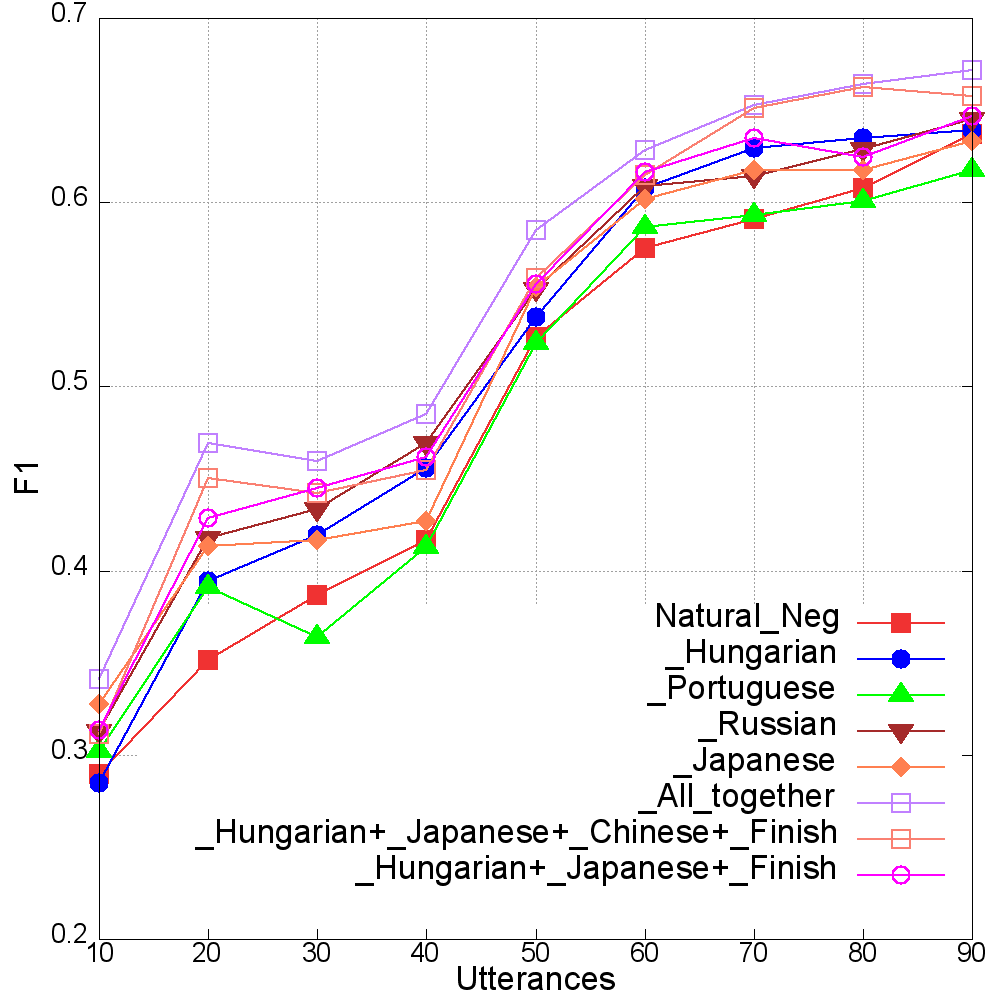 0.7
0.6
0.5
F1
0.4
0.3
0.2
Natural_Neg
_Hungarian
_Portuguese
_Russian
_Japanese
_All_together
_Hungarian+_Japanese+_Chinese+_Finish
_Hungarian+_Japanese+_Finish
10 20 30 40 50 60 70 80 90
Utterances